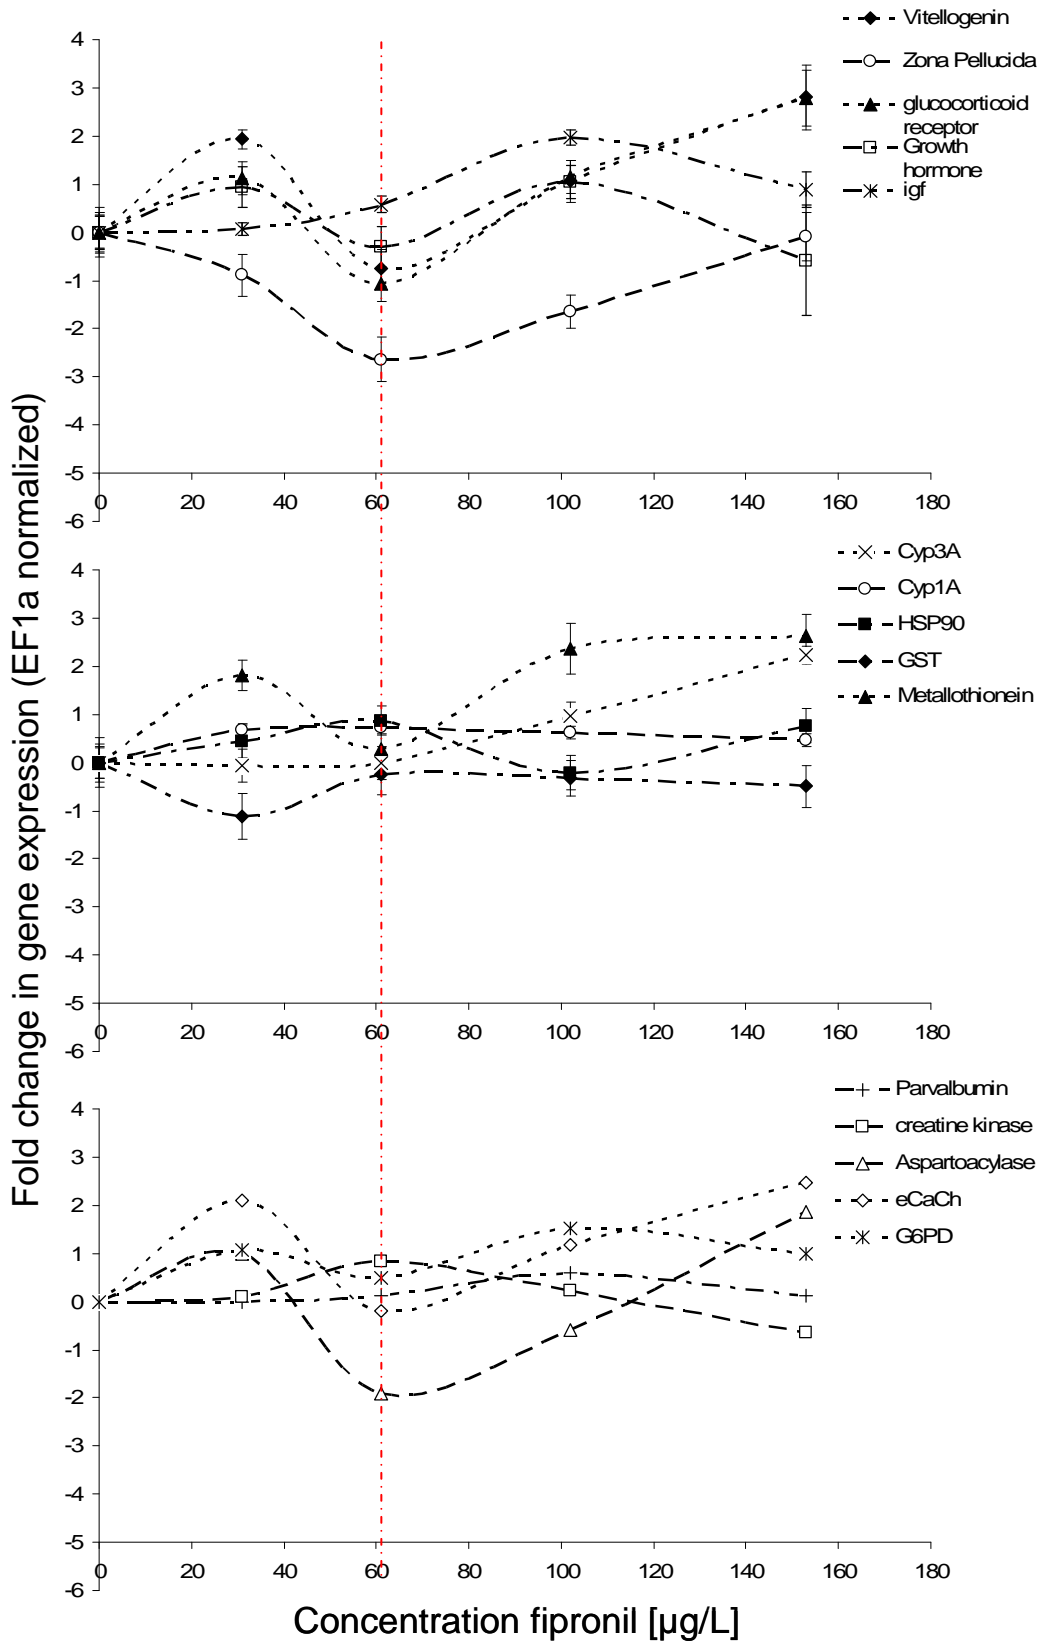 Vitellogenin
Zona Pellucida
glucocorticoid
receptor
Growth
hormone
igf
4
3
2
1
0
-1
-2
-3
-4
-5
-6
0 20 40 60 80 100 120 140 160 180
Cyp3A
Cyp1A
HSP90
GST
Metallothionein
4
3
2
1
0
-1
-2
-3
-4
-5
-6
0 20 40 60 80 100 120 140 160 180
Parvalbumin
creatine kinase
Aspartoacylase
eCaCh
G6PD
4
3
2
1
0
-1
-2
-3
-4
-5
-6
0 20 40 60 80 100 120 140 160 180
Fold change in gene expression (EF1a normalized)
Concentration fipronil [µg/L]